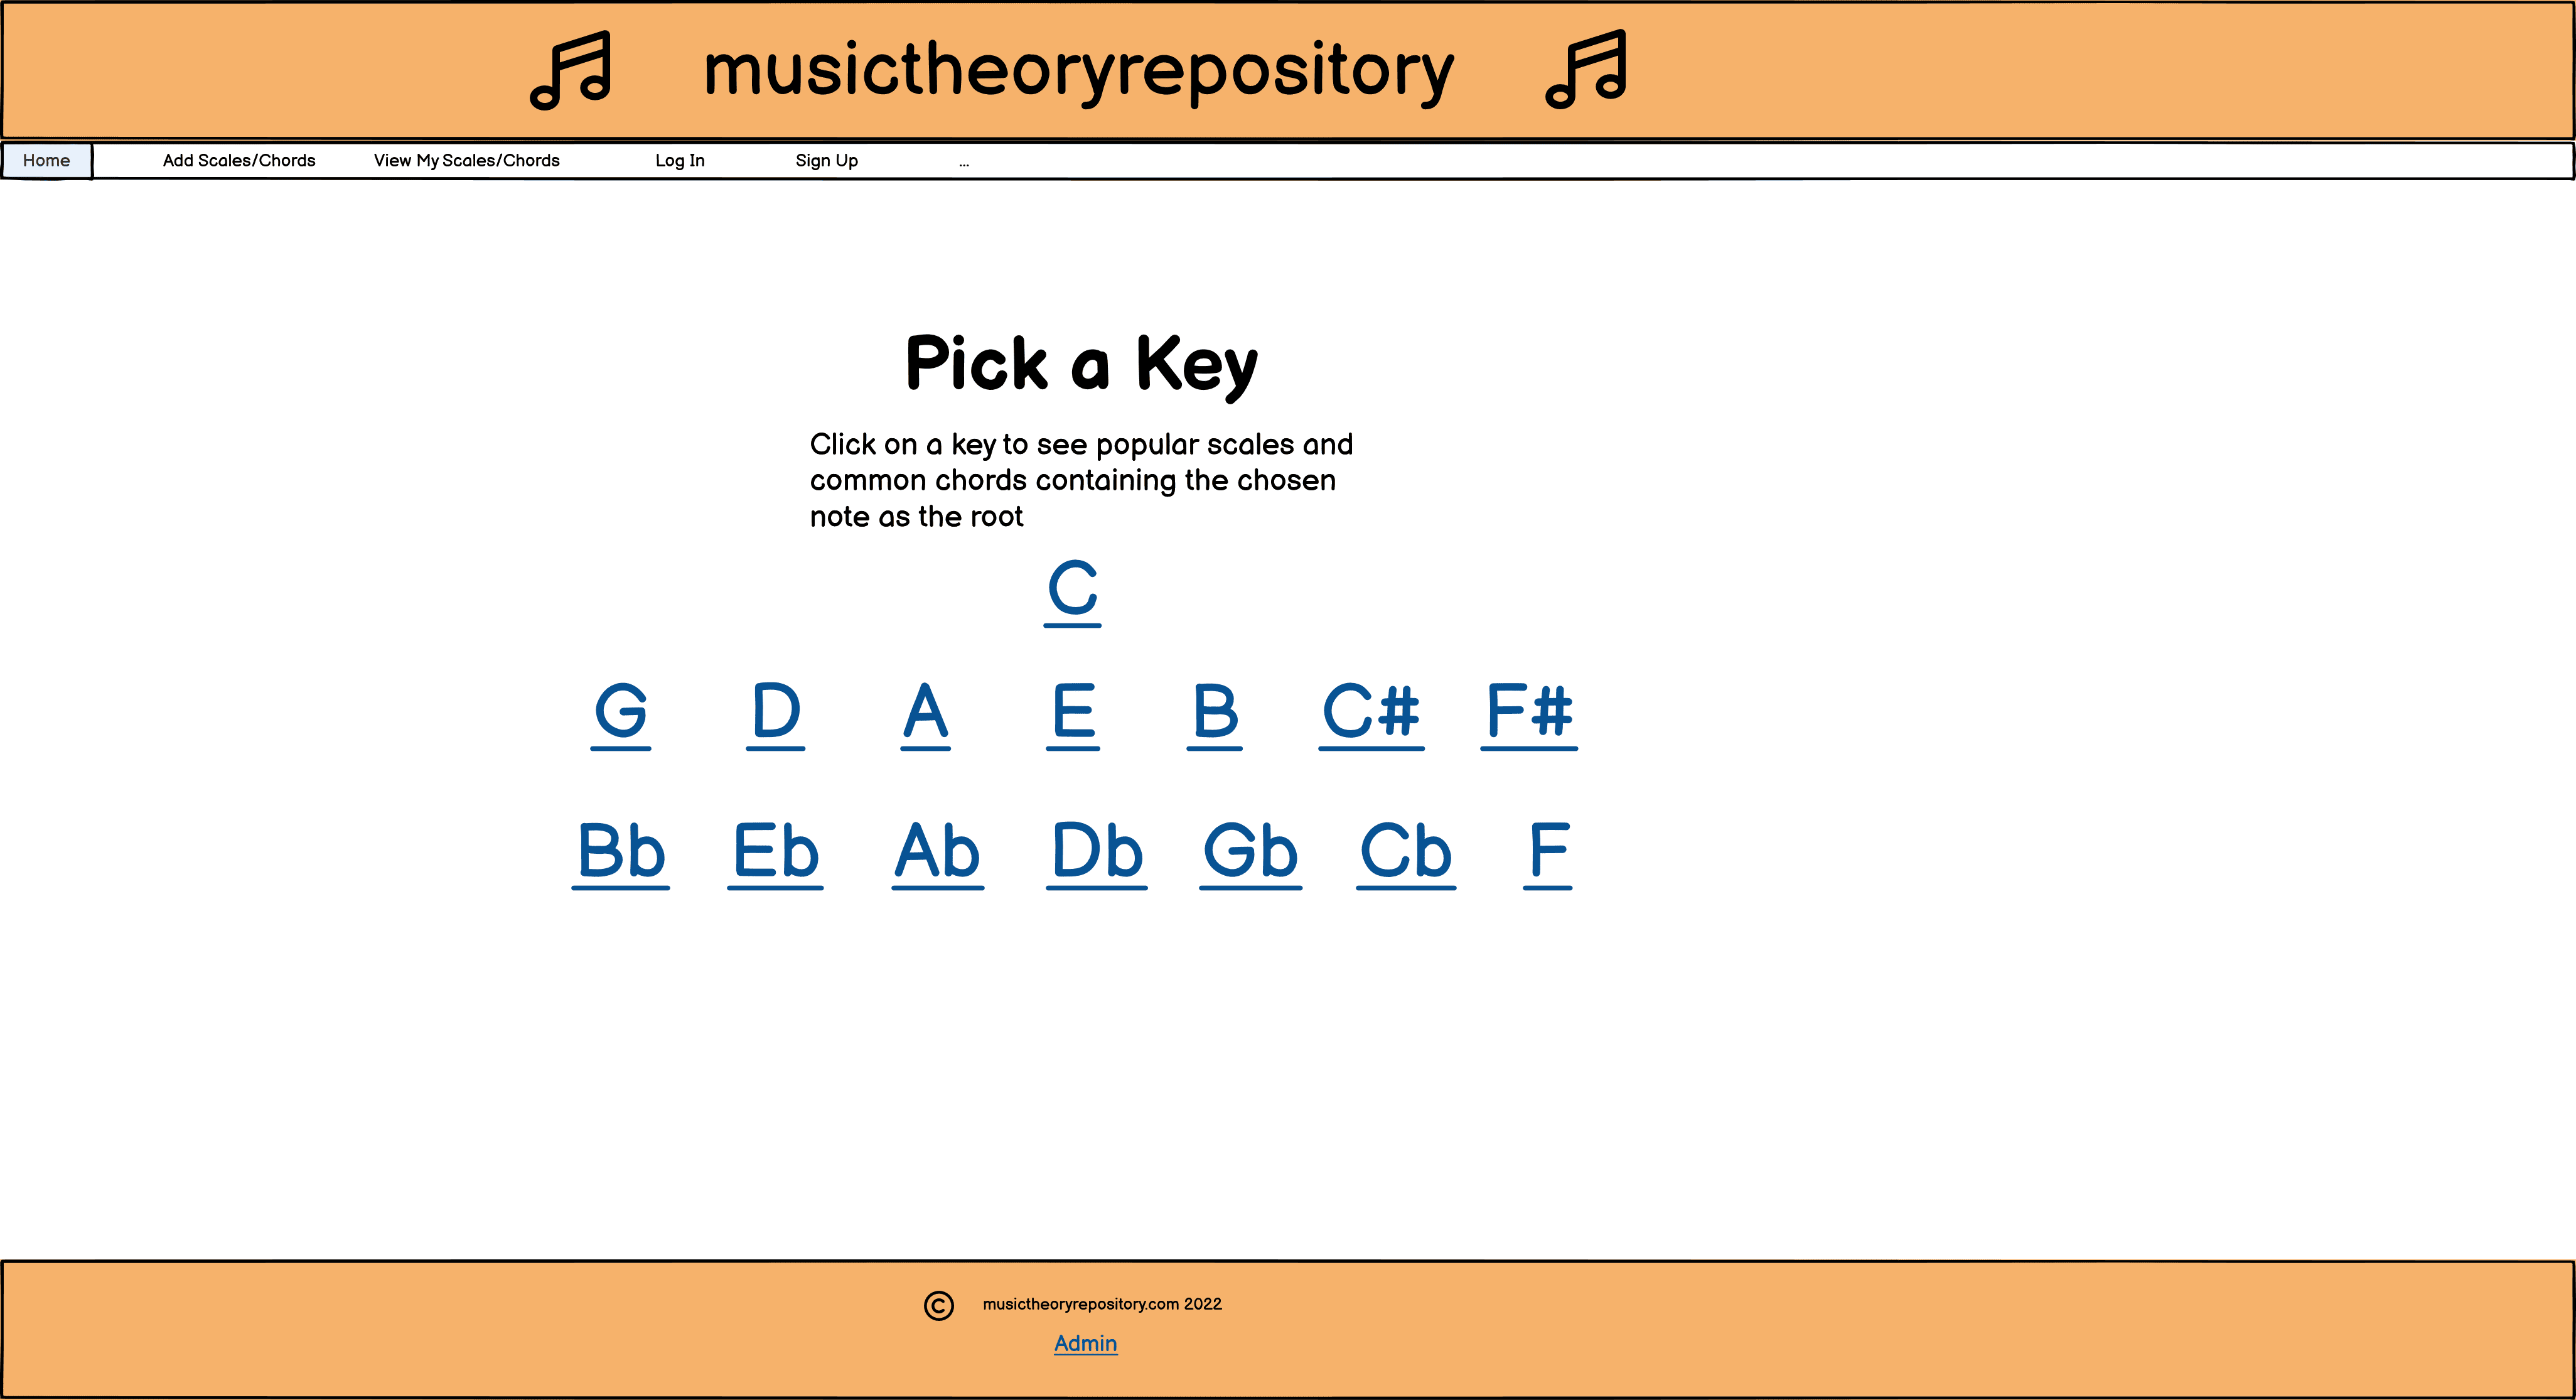 musictheoryrepository
Home Add Scales/Chords View My Scales/Chords Log In Sign Up ...
Pick a Key
Click on a key to see popular scales and
common chords containing the chosen
note as the root
C
G D A E B C# F#
Bb Eb Ab Db Gb Cb F
© musictheoryrepository.com 2022
Admin